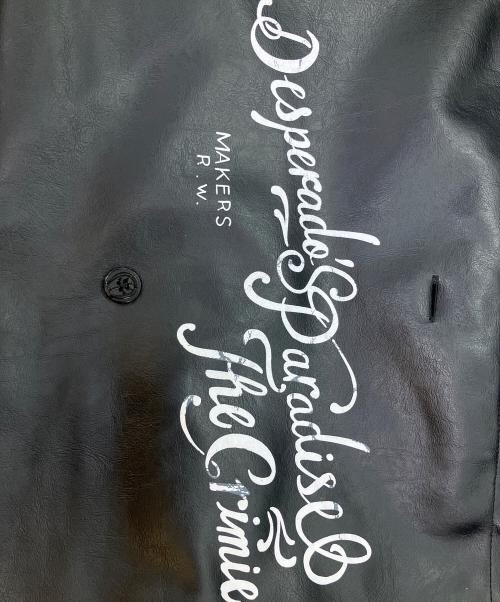 Desperado'S Paradise
The Crimie
MAKERS
R.W.